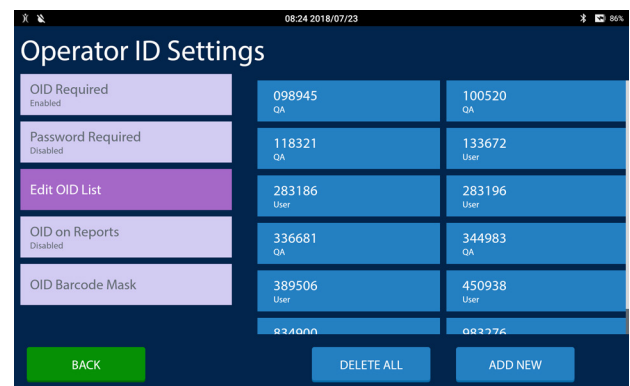 08:24 2018/07/23
86%
Operator ID Settings
OID Required
Enabled
Password Required
Disabled
Edit OID List
OID on Reports
Disabled
OID Barcode Mask
098945
QA
100520
QA
118321
QA
133672
User
283186
User
283196
User
336681
QA
344983
QA
389506
User
450938
User
834900
983276
BACK
DELETE ALL
ADD NEW